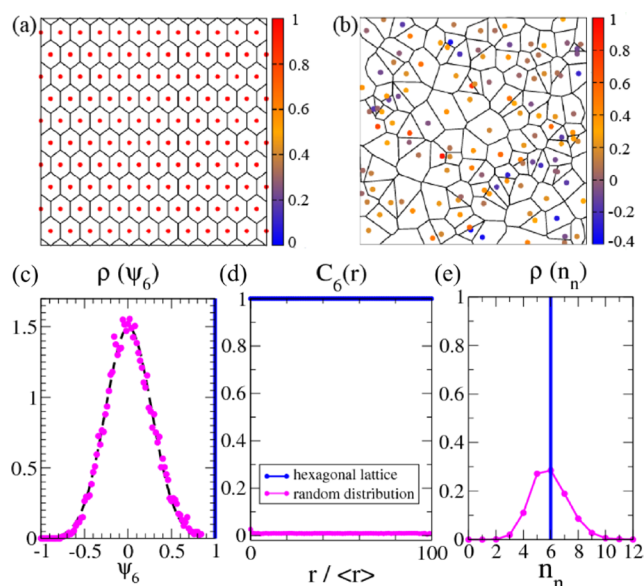 (a)
1
0.8
0.6
0.4
0.2
0
(b)
1
0.8
0.6
0.4
0.2
0
-0.2
-0.4
(c) ρ (ψ6)
1.5
1
0.5
0
-1 -0.5 0 0.5 1
ψ6
(d) C6(r)
1
0.8
0.6
0.4
0.2
0
hexagonal lattice
random distribution
0 100
r / <r>
(e) ρ (nn)
1
0.8
0.6
0.4
0.2
0
0 2 4 6 8 10 12
nn